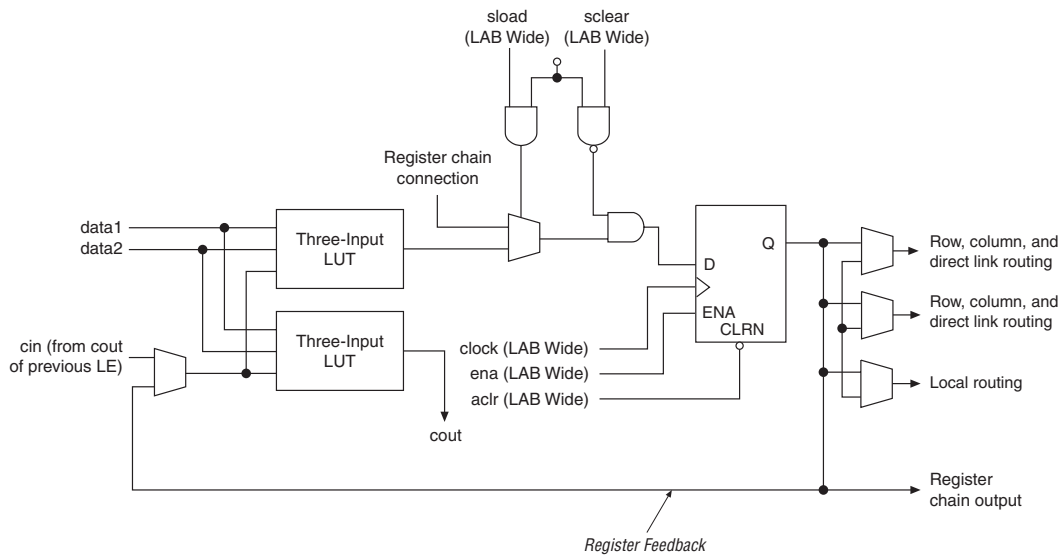 sload
(LAB Wide)
sclear
(LAB Wide)
Register chain
connection
data1
data2
Three-Input
LUT
Three-Input
LUT
cin (from cout
of previous LE)
cout
D
Q
ENA
CLRN
clock (LAB Wide)
ena (LAB Wide)
aclr (LAB Wide)
Row, column, and
direct link routing
Row, column, and
direct link routing
Local routing
Register
chain output
Register Feedback